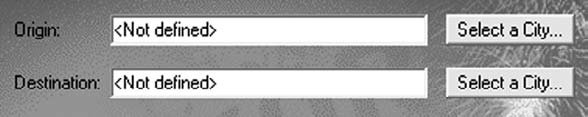 Origin: <Not defined> Select a City...
Destination: <Not defined> Select a City...